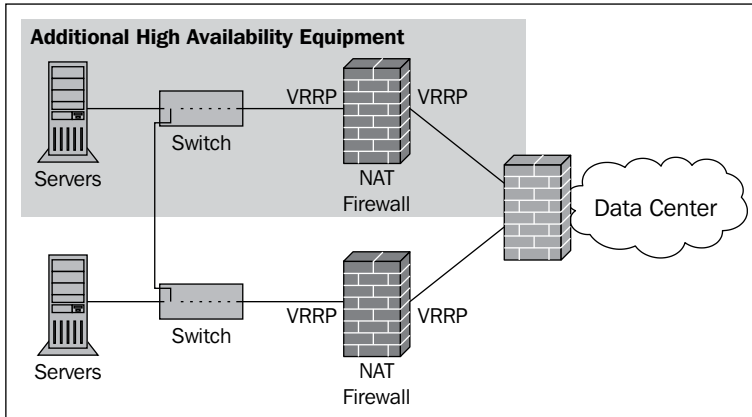 Additional High Availability Equipment
VRRP
VRRP
Switch
Servers
NAT
Firewall
Data Center
VRRP
VRRP
Switch
Servers
NAT
Firewall